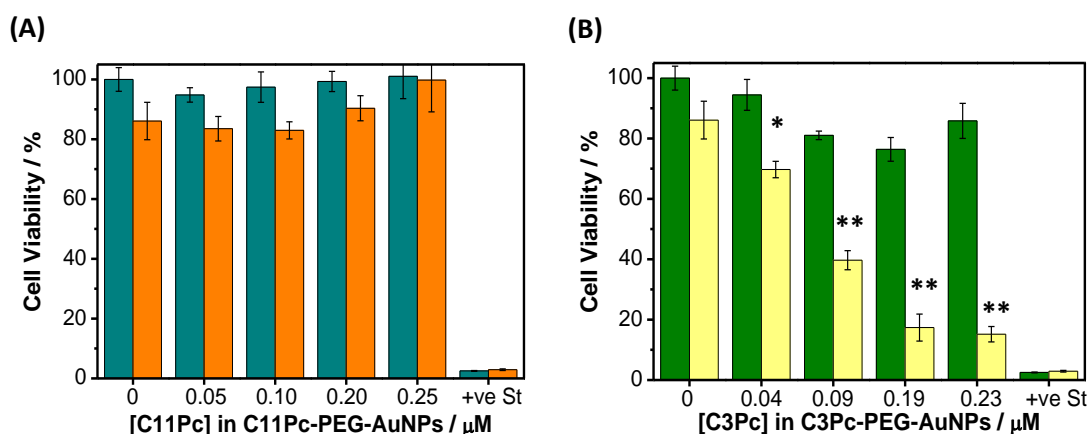 (A)
100
80
60
40
20
0
Cell Viability / %
0 0.05 0.10 0.20 0.25 +ve St
[C11Pc] in C11Pc-PEG-AuNPs / μM
(B)
100
80
60
40
20
0
Cell Viability / %
*
**
**
**
0 0.04 0.09 0.19 0.23 +ve St
[C3Pc] in C3Pc-PEG-AuNPs / μM